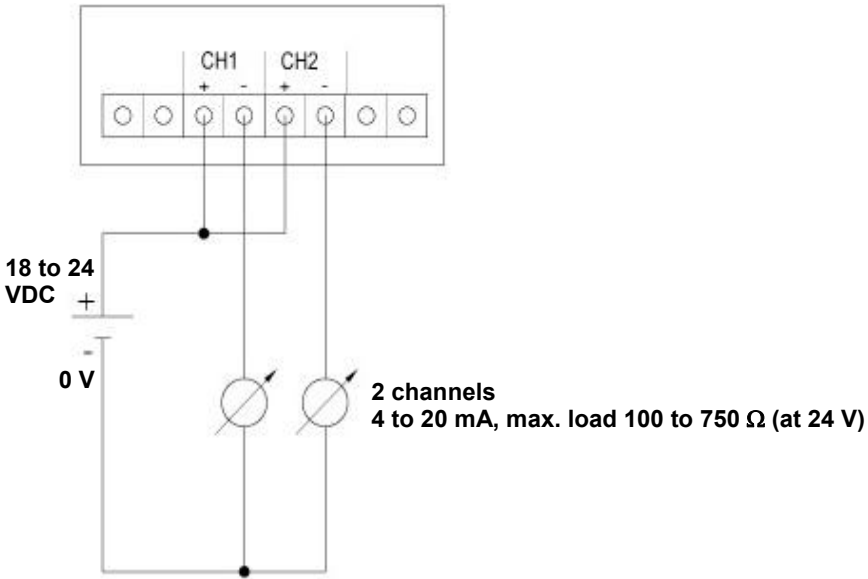 CH1 CH2
+ - + -
18 to 24
VDC
+
-
0 V
2 channels
4 to 20 mA, max. load 100 to 750 Ω (at 24 V)